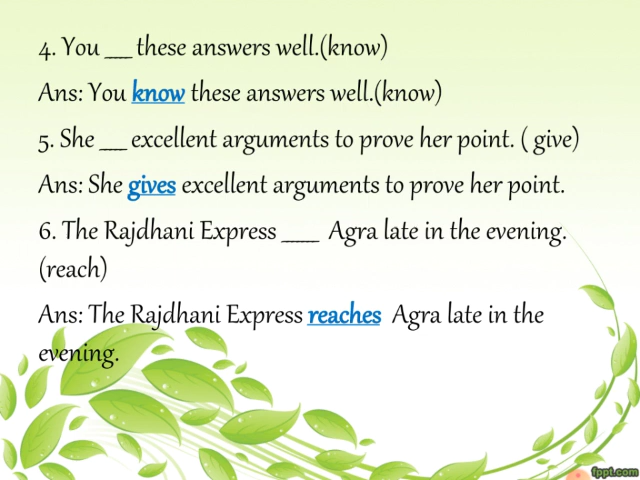 4. You ___ these answers well.(know)
Ans: You know these answers well.(know)
5. She ___ excellent arguments to prove her point. ( give)
Ans: She gives excellent arguments to prove her point.
6. The Rajdhani Express ____ Agra late in the evening.
(reach)
Ans: The Rajdhani Express reaches Agra late in the
evening.
fppt.com